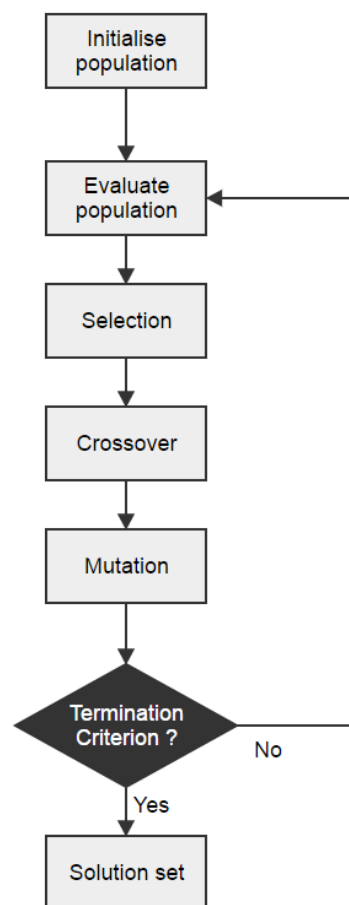 Initialise
population
Evaluate
population
Selection
Crossover
Mutation
Termination
Criterion ?
No
Yes
Solution set